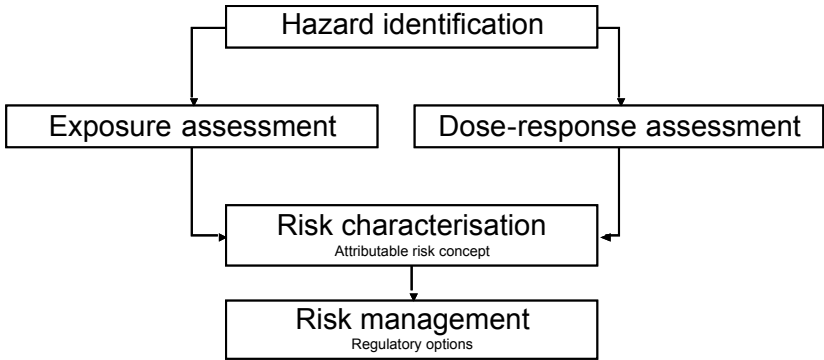 Hazard identification
Exposure assessment
Dose-response assessment
Risk characterisation
Attributable risk concept
Risk management
Regulatory options